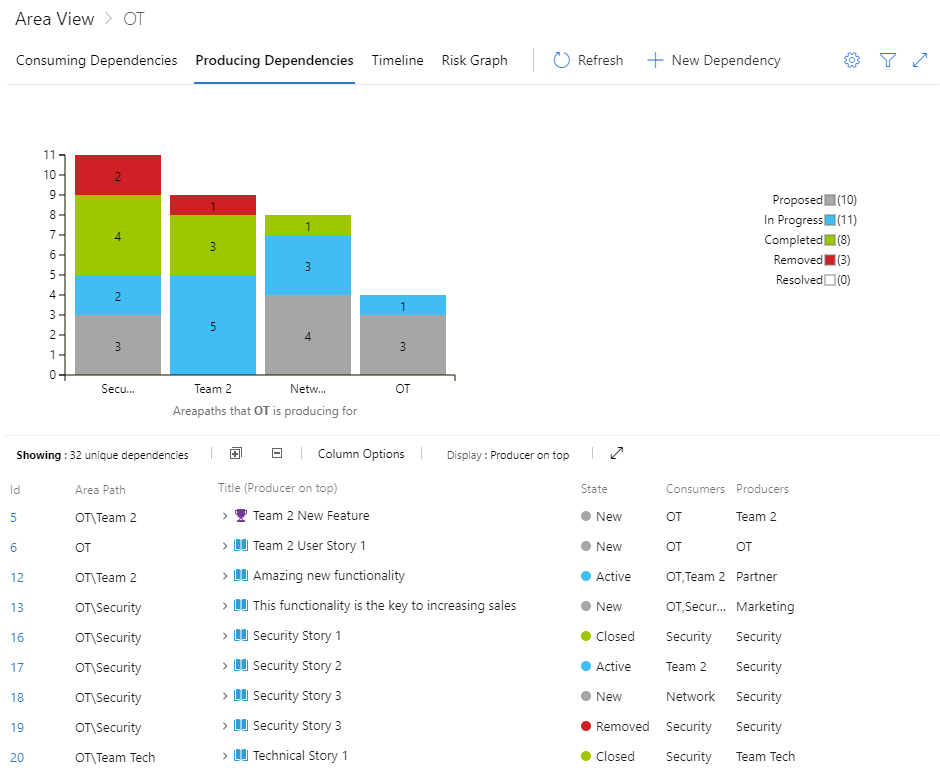 Area View > OT
Consuming Dependencies Producing Dependencies Timeline Risk Graph Refresh New Dependency
11
10
9
8
7
6
5
4
3
2
1
0
2
4
2
3
1
3
5
1
3
4
1
3
Secu... Team 2 Netw... OT
Areapaths that OT is producing for
Proposed (10)
In Progress (11)
Completed (8)
Removed (3)
Resolved (0)
Showing : 32 unique dependencies Column Options Display : Producer on top
Id Area Path Title (Producer on top) State Consumers Producers
5 OT\Team 2 Team 2 New Feature New OT Team 2
6 OT Team 2 User Story 1 New OT OT
12 OT\Team 2 Amazing new functionality Active OT,Team 2 Partner
13 OT\Security This functionality is the key to increasing sales New OT,Secur... Marketing
16 OT\Security Security Story 1 Closed Security Security
17 OT\Security Security Story 2 Active Team 2 Security
18 OT\Security Security Story 3 New Network Security
19 OT\Security Security Story 3 Removed Security Security
20 OT\Team Tech Technical Story 1 Closed Security Team Tech